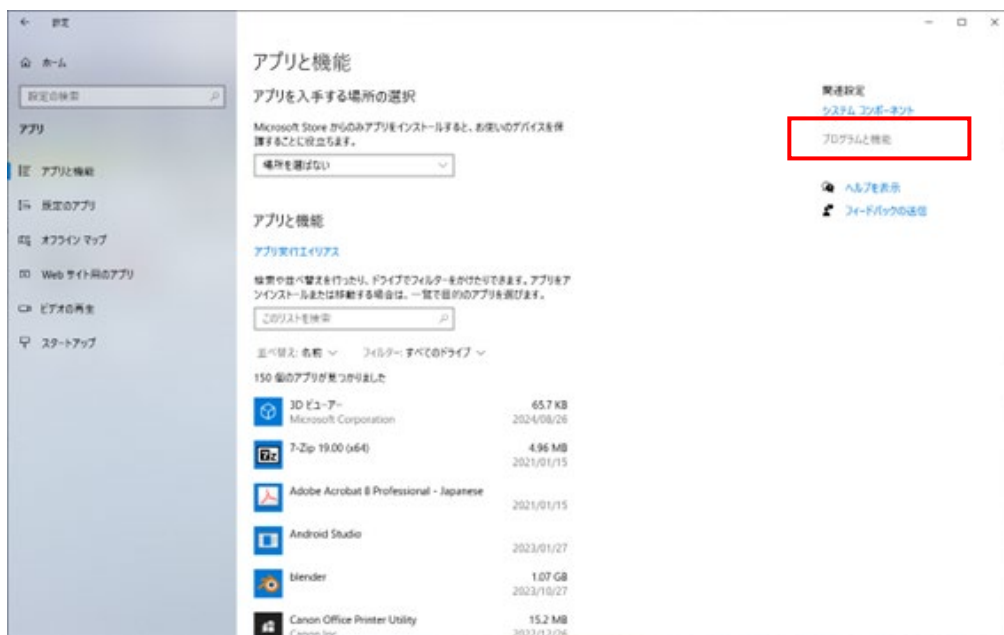 設定
ホーム
設定の検索
アプリ
アプリと機能
既定のアプリ
オフライン マップ
Web サイト用のアプリ
ビデオの再生
スタートアップ
アプリと機能
アプリを入手する場所の選択
Microsoft Store からのみアプリをインストールすると、お使いのデバイスを保
護することに役立ちます。
場所を選ばない
アプリと機能
アプリ実行エイリアス
検索や並べ替えを行ったり、ドライブでフィルターをかけたりできます。アプリをア
ンインストールまたは移動する場合は、一覧で目的のアプリを選びます。
このリストを検索
並べ替え: 名前 フィルター: すべてのドライブ
150 個のアプリが見つかりました
3D ビューアー 65.7 KB
Microsoft Corporation 2024/08/26
7-Zip 19.00 (x64) 4.96 MB
2021/01/15
Adobe Acrobat 8 Professional - Japanese
2021/01/15
Android Studio
2023/01/27
blender 1.07 GB
2023/10/27
Canon Office Printer Utility 15.2 MB
Canon Inc.
関連設定
システム コンポーネント
プログラムと機能
ヘルプを表示
フィードバックの送信